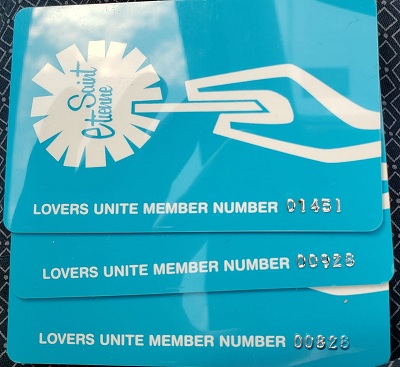 Saint
Etienne
LOVERS UNITE MEMBER NUMBER 01451
LOVERS UNITE MEMBER NUMBER 00928
LOVERS UNITE MEMBER NUMBER 00828